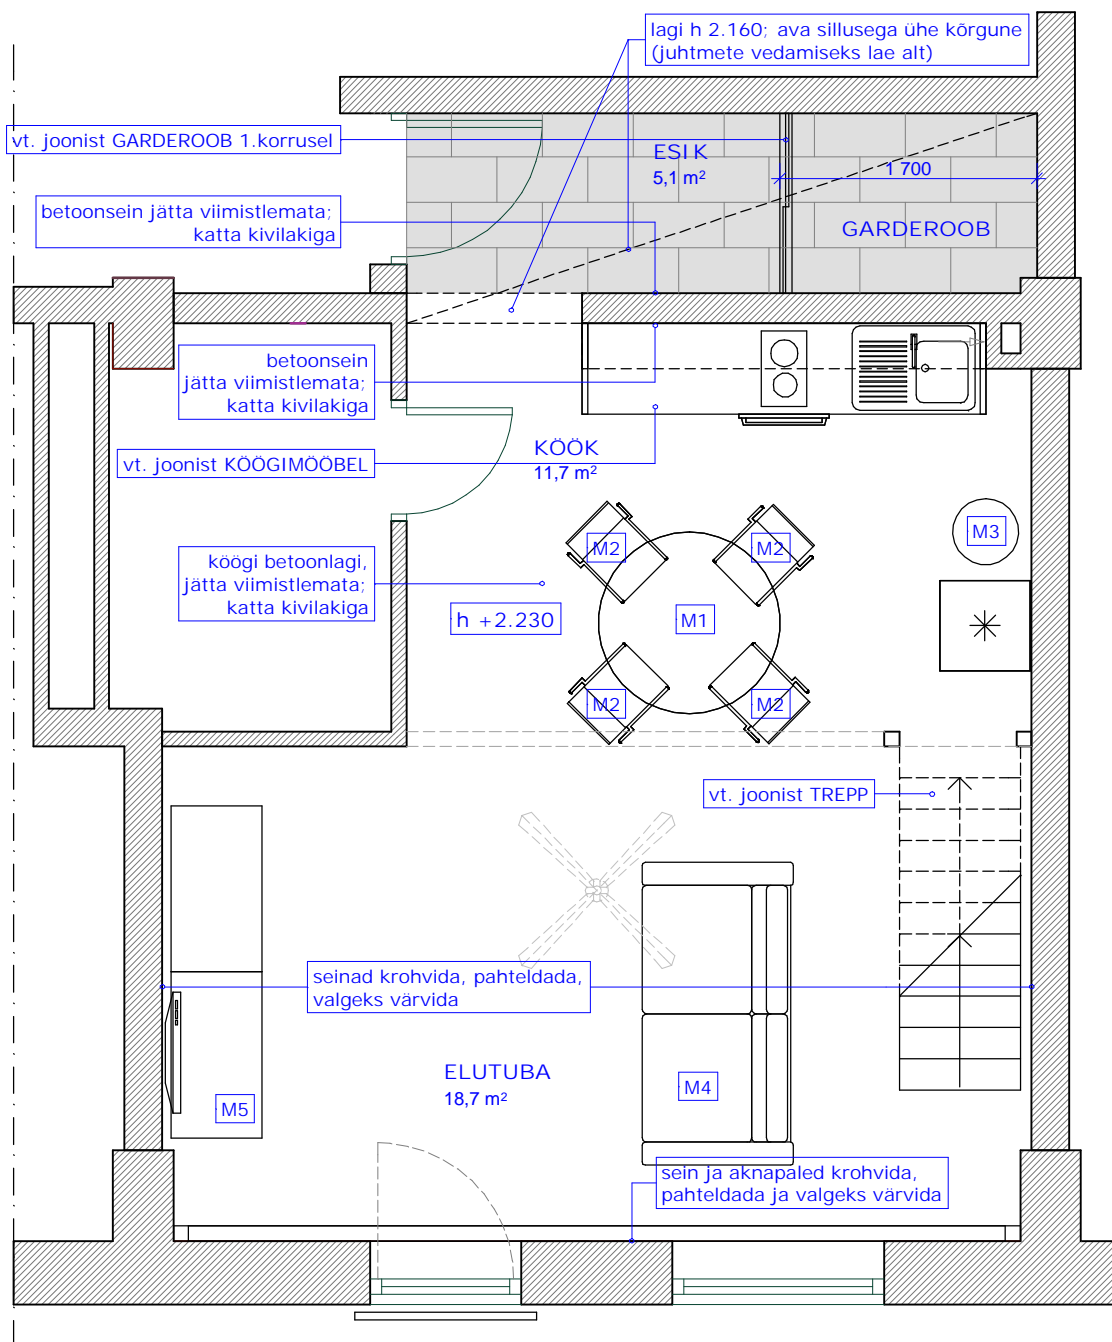 lagi h 2.160; ava sillusega ühe kõrgune
(juhtmete vedamiseks lae alt)
vt. joonist GARDEROOB 1.korrusel
ESIK
5,1 m²
1 700
betoonsein jätta viimistlemata;
katta kivilakiga
GARDEROOB
betoonsein
jätta viimistlemata;
katta kivilakiga
KÖÖK
11,7 m²
vt. joonist KÖÖGIMÖÖBEL
M2
M2
M3
köögi betoonlagi,
jätta viimistlemata;
katta kivilakiga
h +2.230
M1
M2
M2
vt. joonist TREPP
seinad krohvida, pahteldada,
valgeks värvida
ELUTUBA
18,7 m²
M4
M5
sein ja aknapaled krohvida,
pahteldada ja valgeks värvida